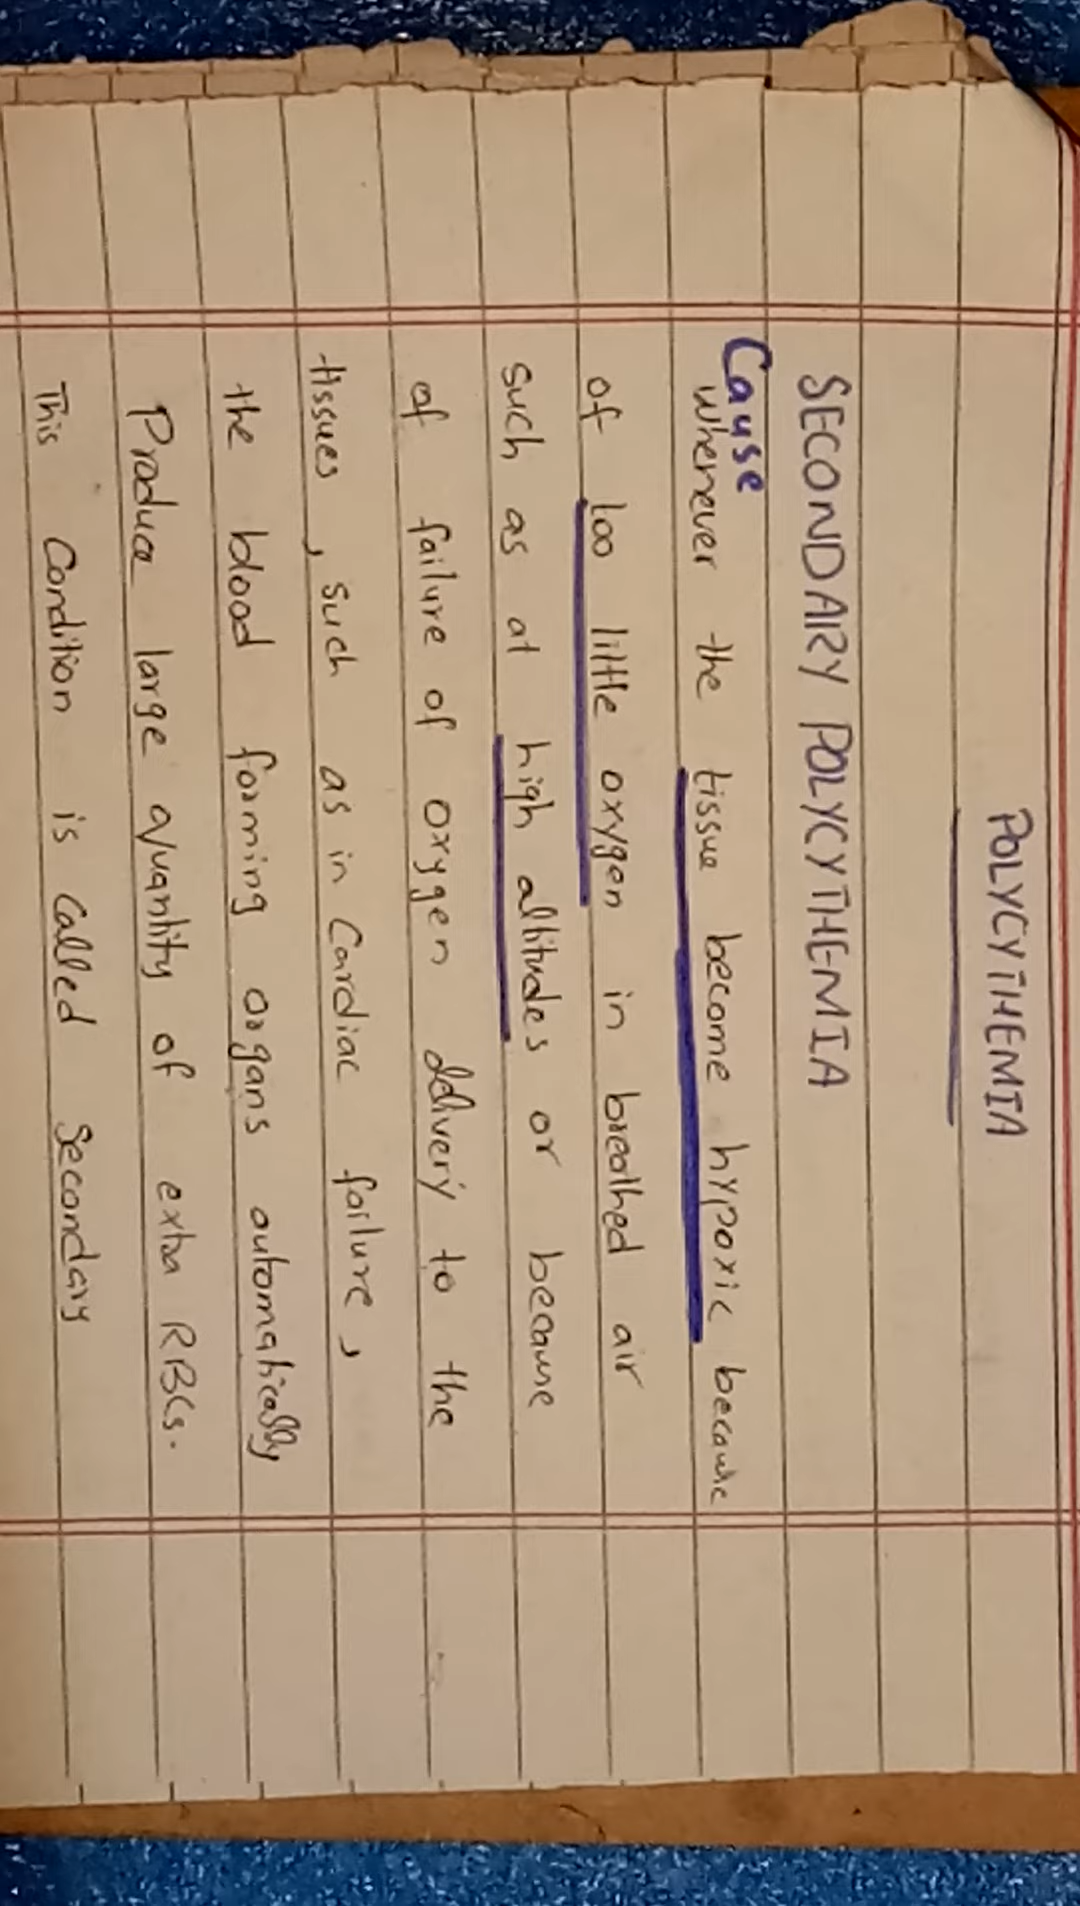 POLYCYTHEMIA
SECONDARY POLYCYTHEMIA
Cause
Whenever the tissue become hypoxic because
of too little oxygen in breathed air
such as at high altitudes or because
of failure of oxygen delivery to the
tissues, such as in Cardiac failure,
the blood forming organs automatically
Produce large quantity of extra RBCs.
This Condition is Called Secondary